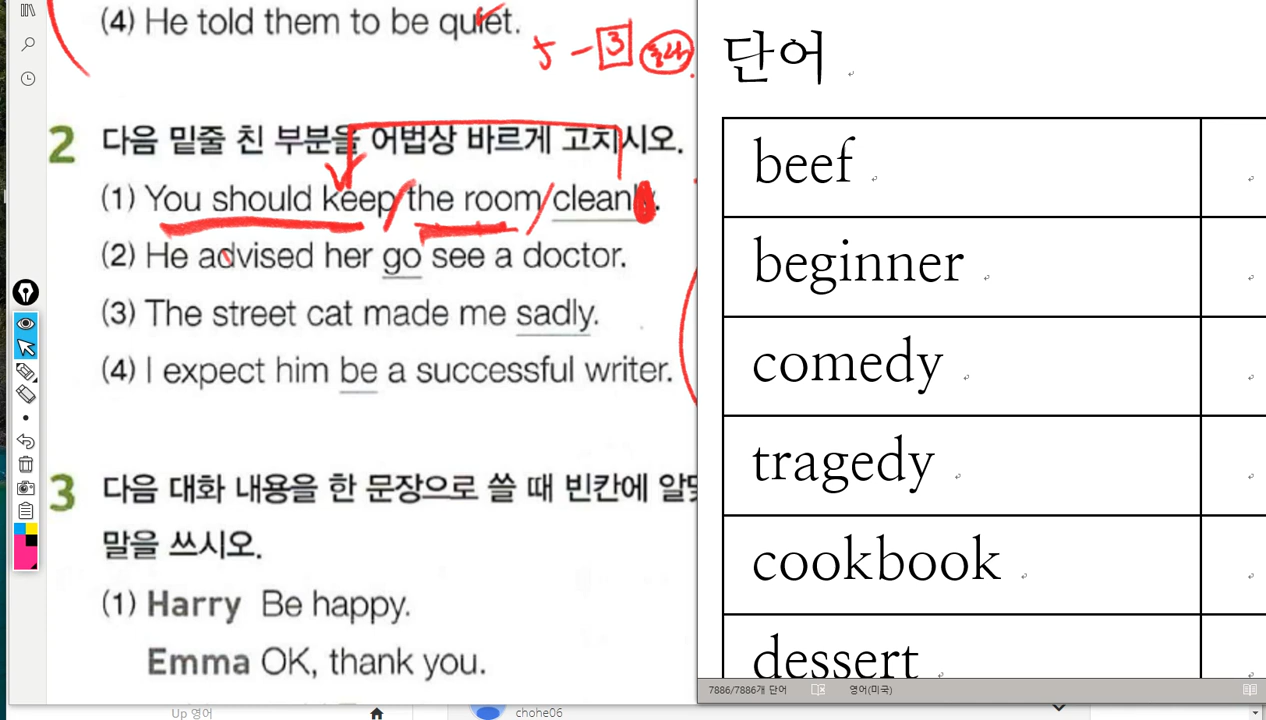 (4) He told them to be quiet.
5 - 3
2 다음 밑줄 친 부분을 어법상 바르게 고치시오.
(1) You should keep the room cleanly.
(2) He advised her go see a doctor.
(3) The street cat made me sadly.
(4) I expect him be a successful writer.
3 다음 대화 내용을 한 문장으로 쓸 때 빈칸에
말을 쓰시오.
(1) Harry Be happy.
Emma OK, thank you.
단어
beef
beginner
comedy
tragedy
cookbook
dessert
7886/7886개 단어 영어(미국)
Up 영어
chohe06